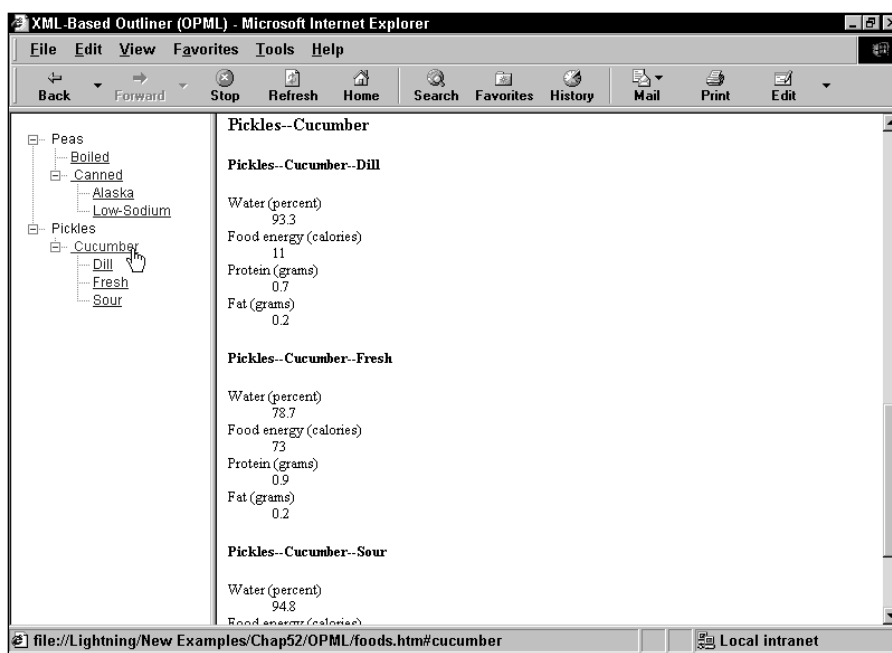 XML-Based Outliner (OPML) - Microsoft Internet Explorer
File Edit View Favorites Tools Help
Back Forward Stop Refresh Home Search Favorites History Mail Print Edit
Peas
Boiled
Canned
Alaska
Low-Sodium
Pickles
Cucumber
Dill
Fresh
Sour
Pickles--Cucumber
Pickles--Cucumber--Dill
Water (percent)
93.3
Food energy (calories)
11
Protein (grams)
0.7
Fat (grams)
0.2
Pickles--Cucumber--Fresh
Water (percent)
78.7
Food energy (calories)
73
Protein (grams)
0.9
Fat (grams)
0.2
Pickles--Cucumber--Sour
Water (percent)
94.8
Food energy (calories)
file://Lightning/New Examples/Chap52/OPML/foods.htm#cucumber
Local intranet